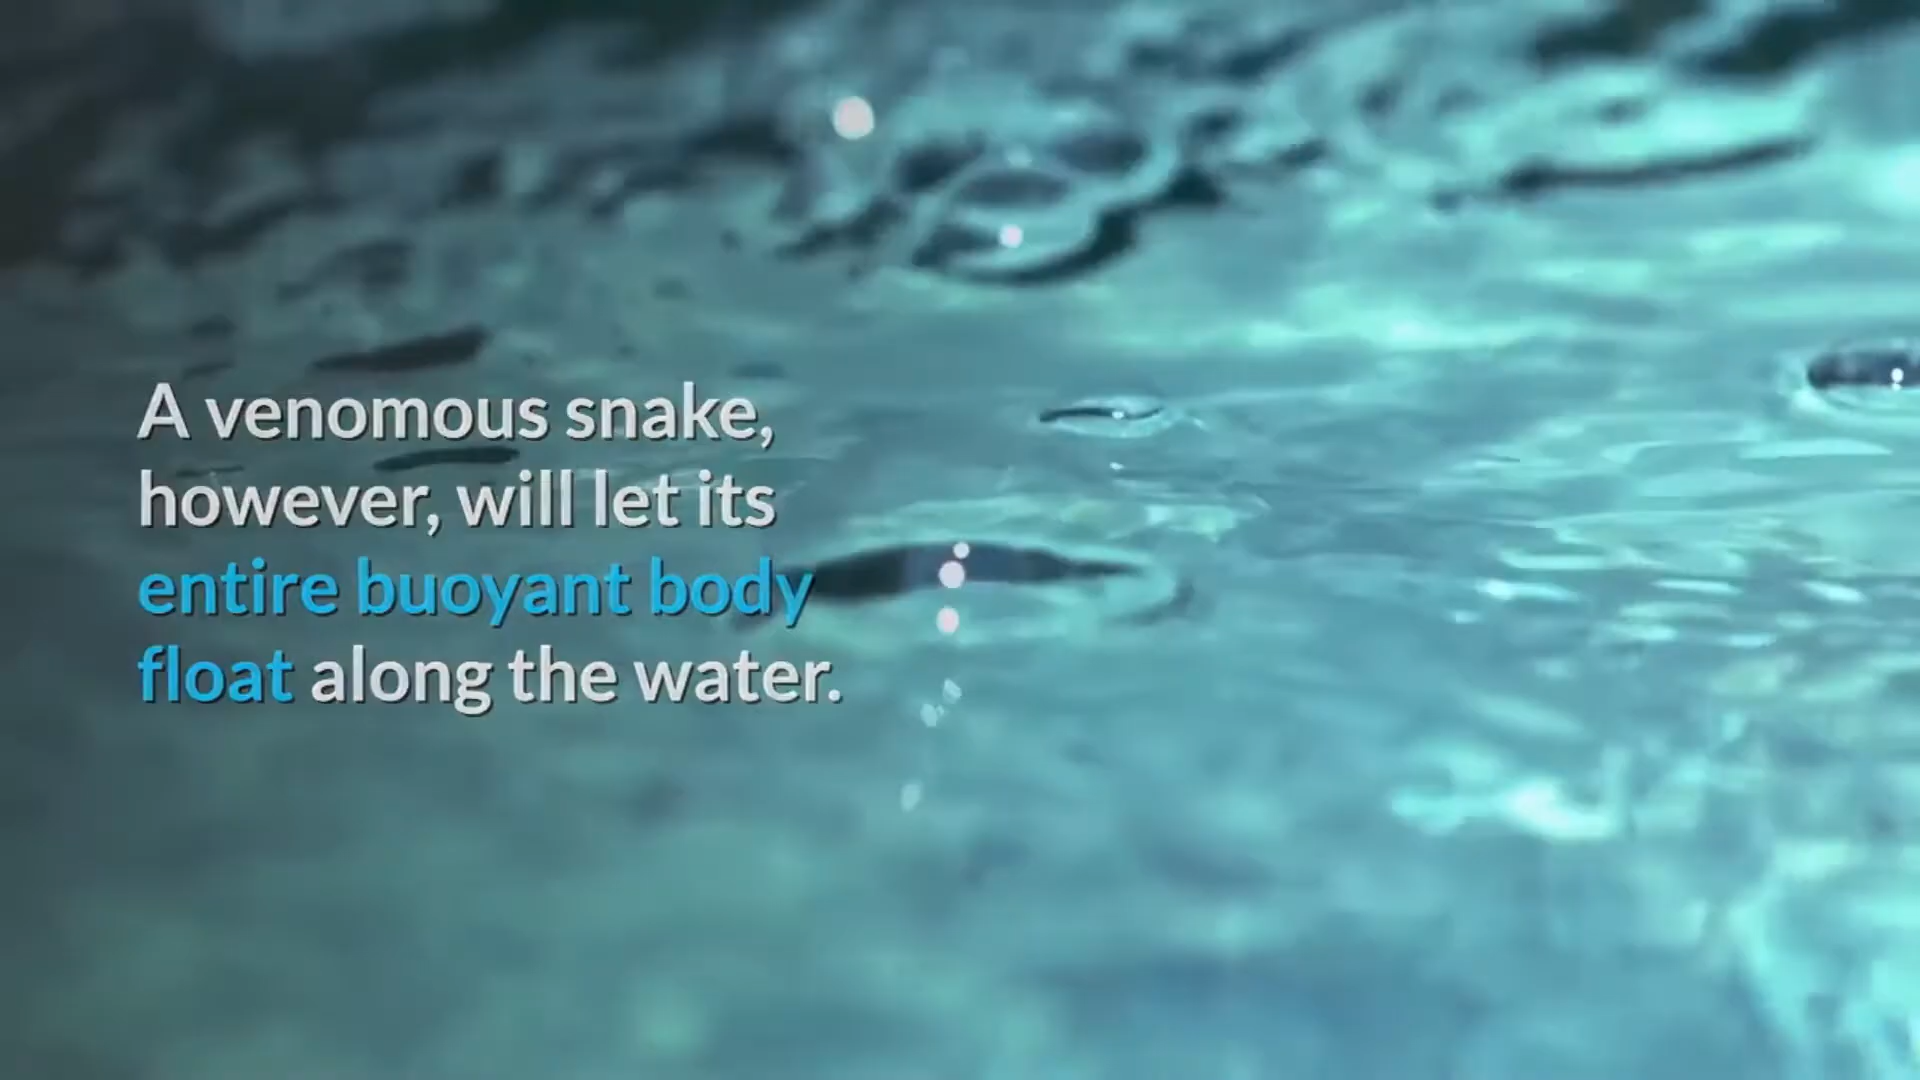 A venomous snake,
however, will let its
entire buoyant body
float along the water.